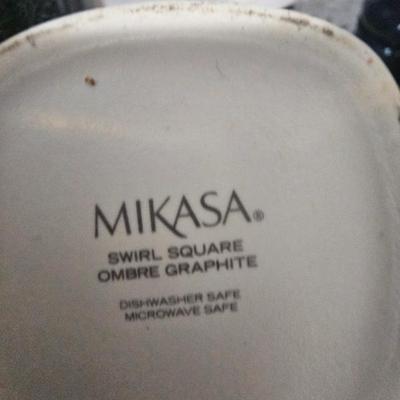 MIKASA®
SWIRL SQUARE
OMBRE GRAPHITE
DISHWASHER SAFE
MICROWAVE SAFE